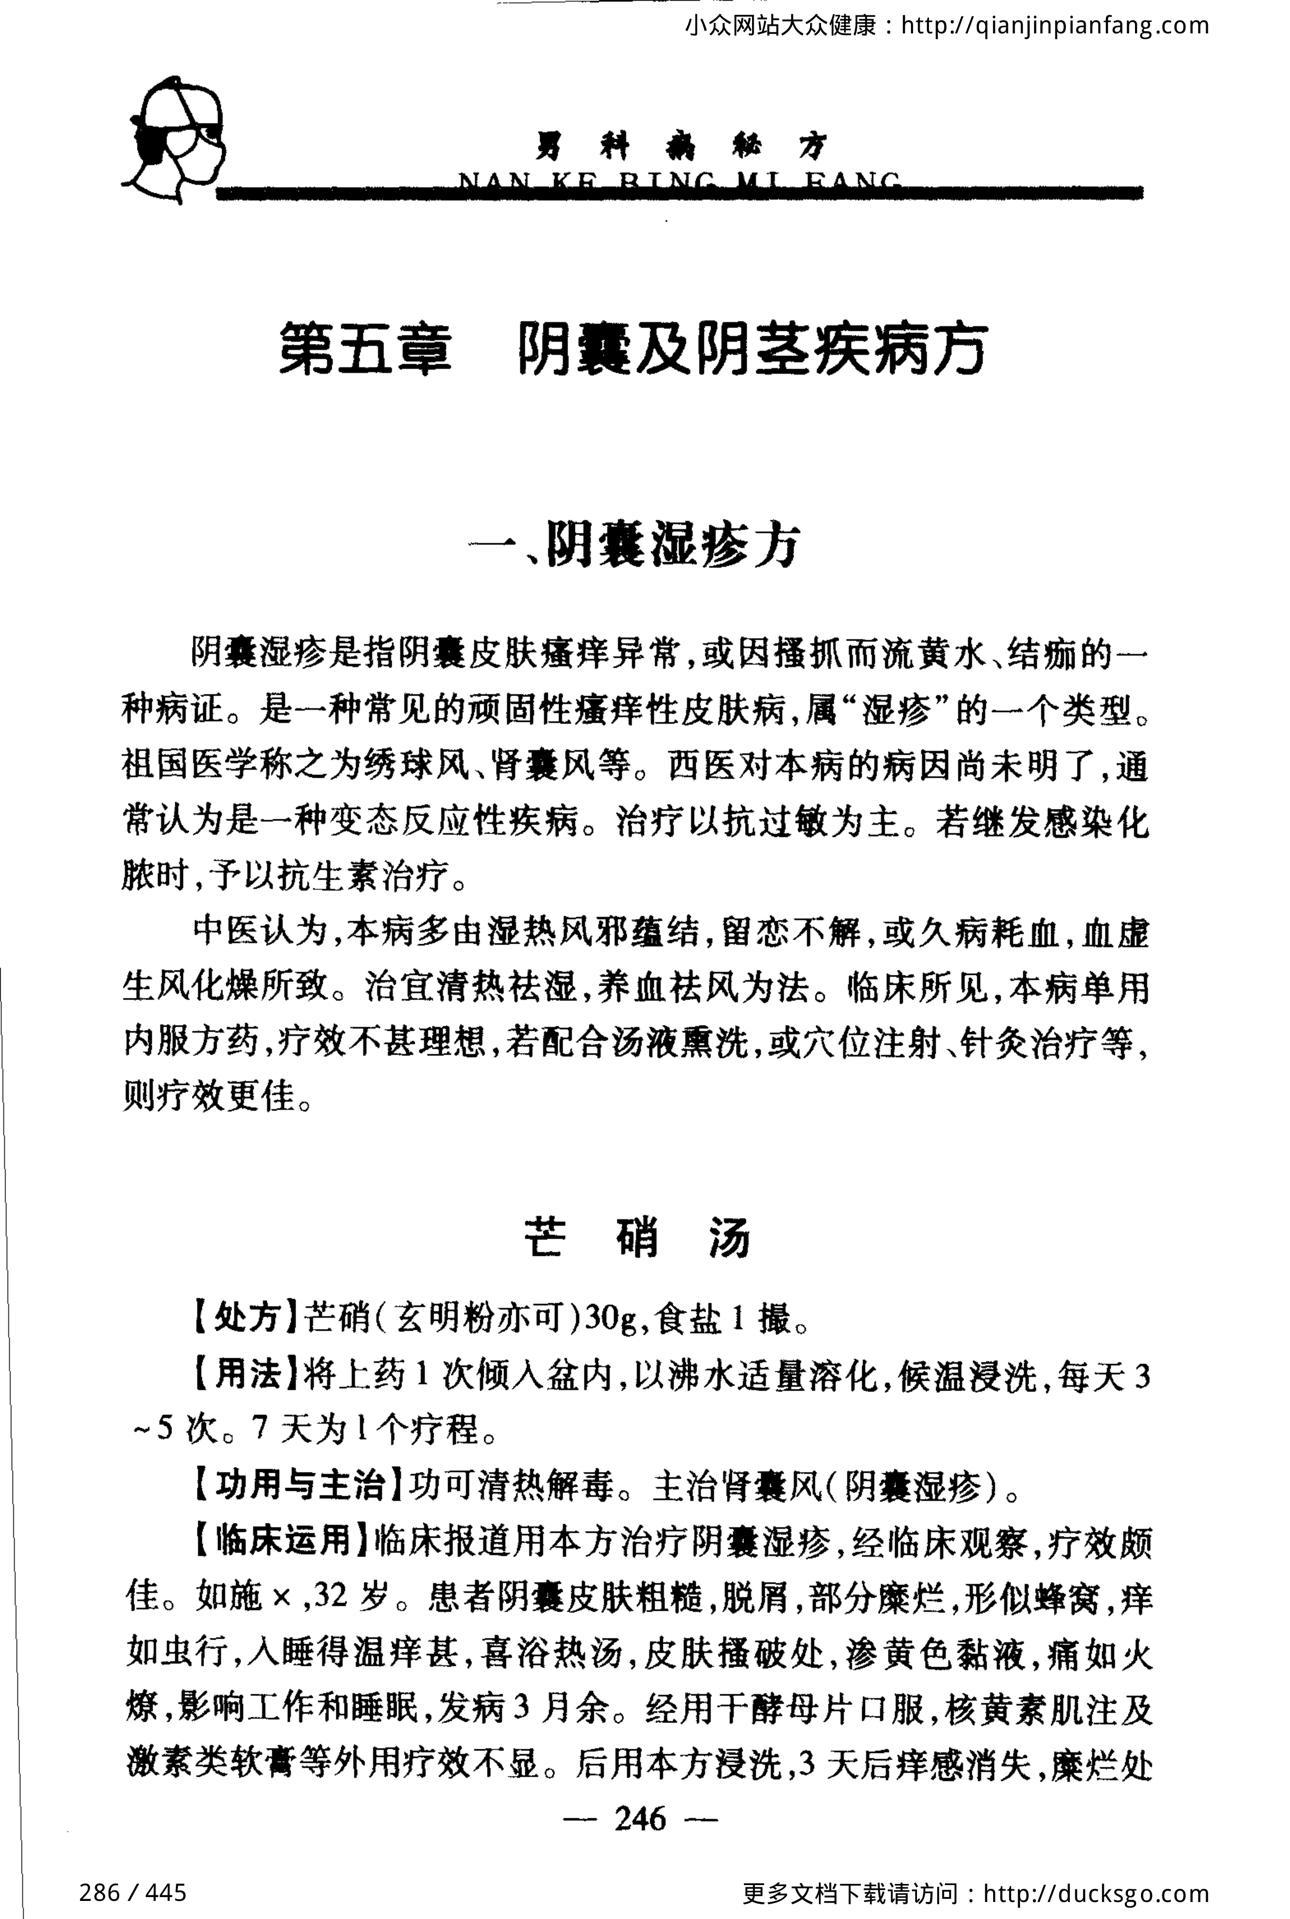 小众网站大众健康：http://qianjinpianfang.com
男科病秘方
NAN KE BING MI FANG
第五章　阴囊及阴茎疾病方
一、阴囊湿疹方
阴囊湿疹是指阴囊皮肤瘙痒异常,或因搔抓而流黄水、结痂的一
种病证。是一种常见的顽固性瘙痒性皮肤病,属“湿疹”的一个类型。
祖国医学称之为绣球风、肾囊风等。西医对本病的病因尚未明了,通
常认为是一种变态反应性疾病。治疗以抗过敏为主。若继发感染化
脓时,予以抗生素治疗。
中医认为,本病多由湿热风邪蕴结,留恋不解,或久病耗血,血虚
生风化燥所致。治宜清热祛湿,养血祛风为法。临床所见,本病单用
内服方药,疗效不甚理想,若配合汤液熏洗,或穴位注射、针灸治疗等,
则疗效更佳。
芒　硝　汤
【处方】芒硝(玄明粉亦可)30g,食盐1撮。
【用法】将上药1次倾入盆内,以沸水适量溶化,候温浸洗,每天3
~5次。7天为1个疗程。
【功用与主治】功可清热解毒。主治肾囊风(阴囊湿疹)。
【临床运用】临床报道用本方治疗阴囊湿疹,经临床观察,疗效颇
佳。如施×,32岁。患者阴囊皮肤粗糙,脱屑,部分糜烂,形似蜂窝,痒
如虫行,入睡得温痒甚,喜浴热汤,皮肤搔破处,渗黄色黏液,痛如火
燎,影响工作和睡眠,发病3月余。经用干酵母片口服,核黄素肌注及
激素类软膏等外用疗效不显。后用本方浸洗,3天后痒感消失,糜烂处
— 246 —
286 / 445
更多文档下载请访问：http://ducksgo.com